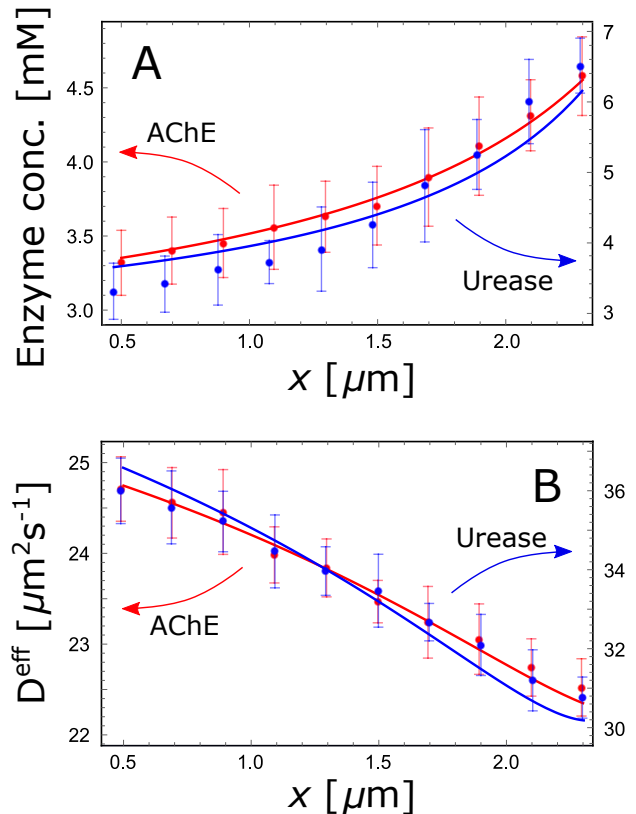 A
Enzyme conc. [mM]
4.5
4.0
3.5
3.0
7
6
5
4
3
AChE
Urease
0.5
1.0
1.5
2.0
x [μm]
B
D^eff [μm²s⁻¹]
25
24
23
22
36
34
32
30
Urease
AChE
0.5
1.0
1.5
2.0
x [μm]